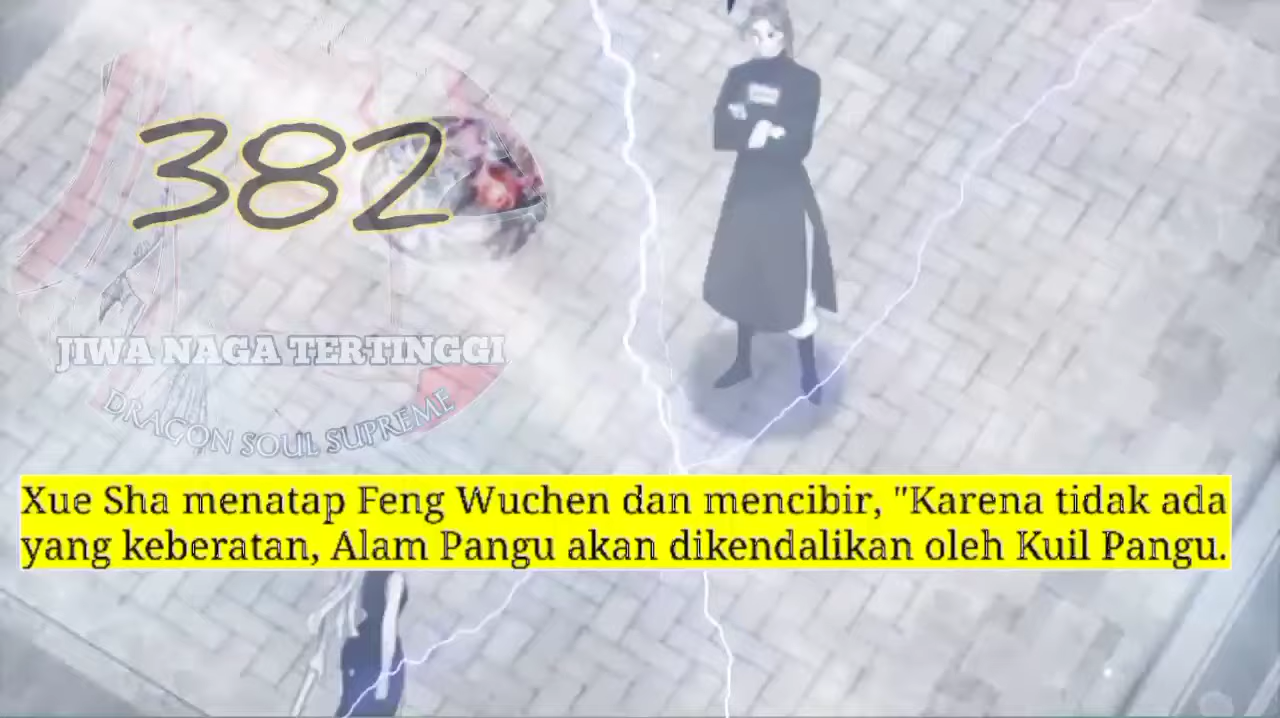 382
JIWA NAGA TERTINGGI
DRAGON SOUL SUPREME
Xue Sha menatap Feng Wuchen dan mencibir, "Karena tidak ada
yang keberatan, Alam Pangu akan dikendalikan oleh Kuil Pangu.